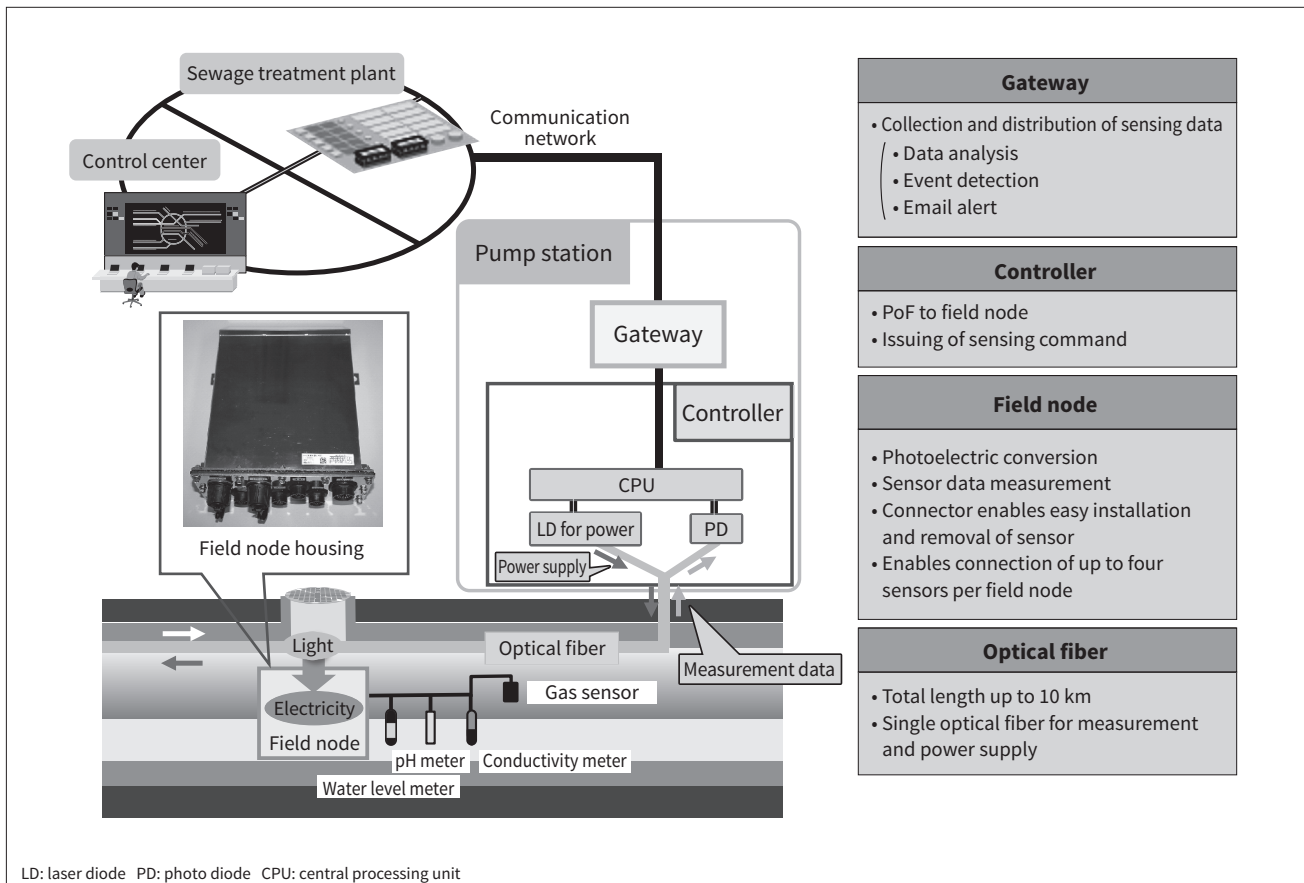 Sewage treatment plant
Control center
Communication
network
Pump station
Gateway
Controller
CPU
LD for power
PD
Power supply
Field node housing
Light
Optical fiber
Measurement data
Electricity
Field node
Gas sensor
pH meter
Conductivity meter
Water level meter
Gateway
• Collection and distribution of sensing data
• Data analysis
• Event detection
• Email alert
Controller
• PoF to field node
• Issuing of sensing command
Field node
• Photoelectric conversion
• Sensor data measurement
• Connector enables easy installation
and removal of sensor
• Enables connection of up to four
sensors per field node
Optical fiber
• Total length up to 10 km
• Single optical fiber for measurement
and power supply
LD: laser diode PD: photo diode CPU: central processing unit